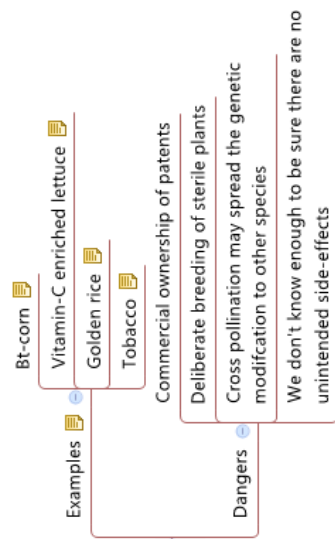 Examples
Bt-corn
Vitamin-C enriched lettuce
Golden rice
Tobacco
Dangers
Commercial ownership of patents
Deliberate breeding of sterile plants
Cross pollination may spread the genetic
modifcation to other species
We don't know enough to be sure there are no
unintended side-effects